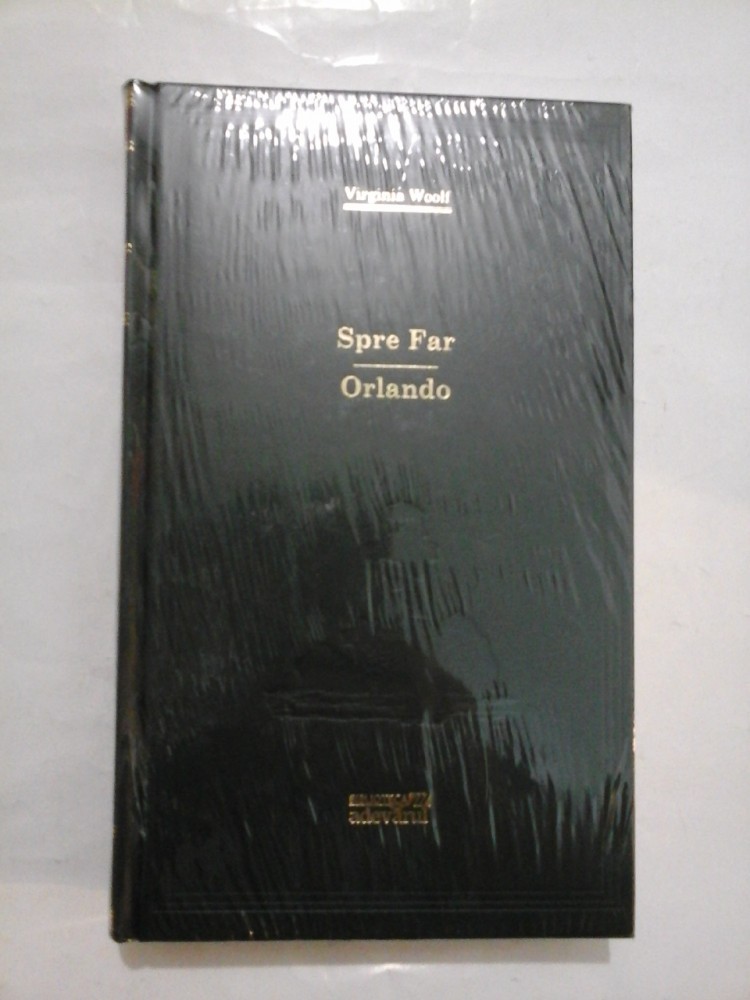 Virginia Woolf
Spre Far
Orlando
adevărul